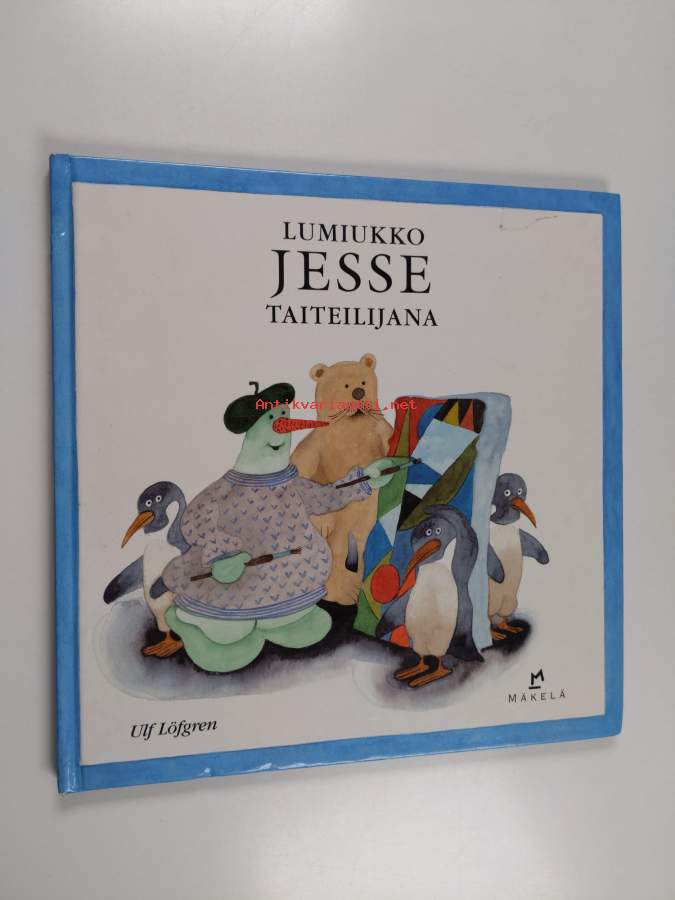 LUMIUKKO
JESSE
TAITEILIJANA
Antikvariaatti.net
Ulf Löfgren
M
MÄKELÄ